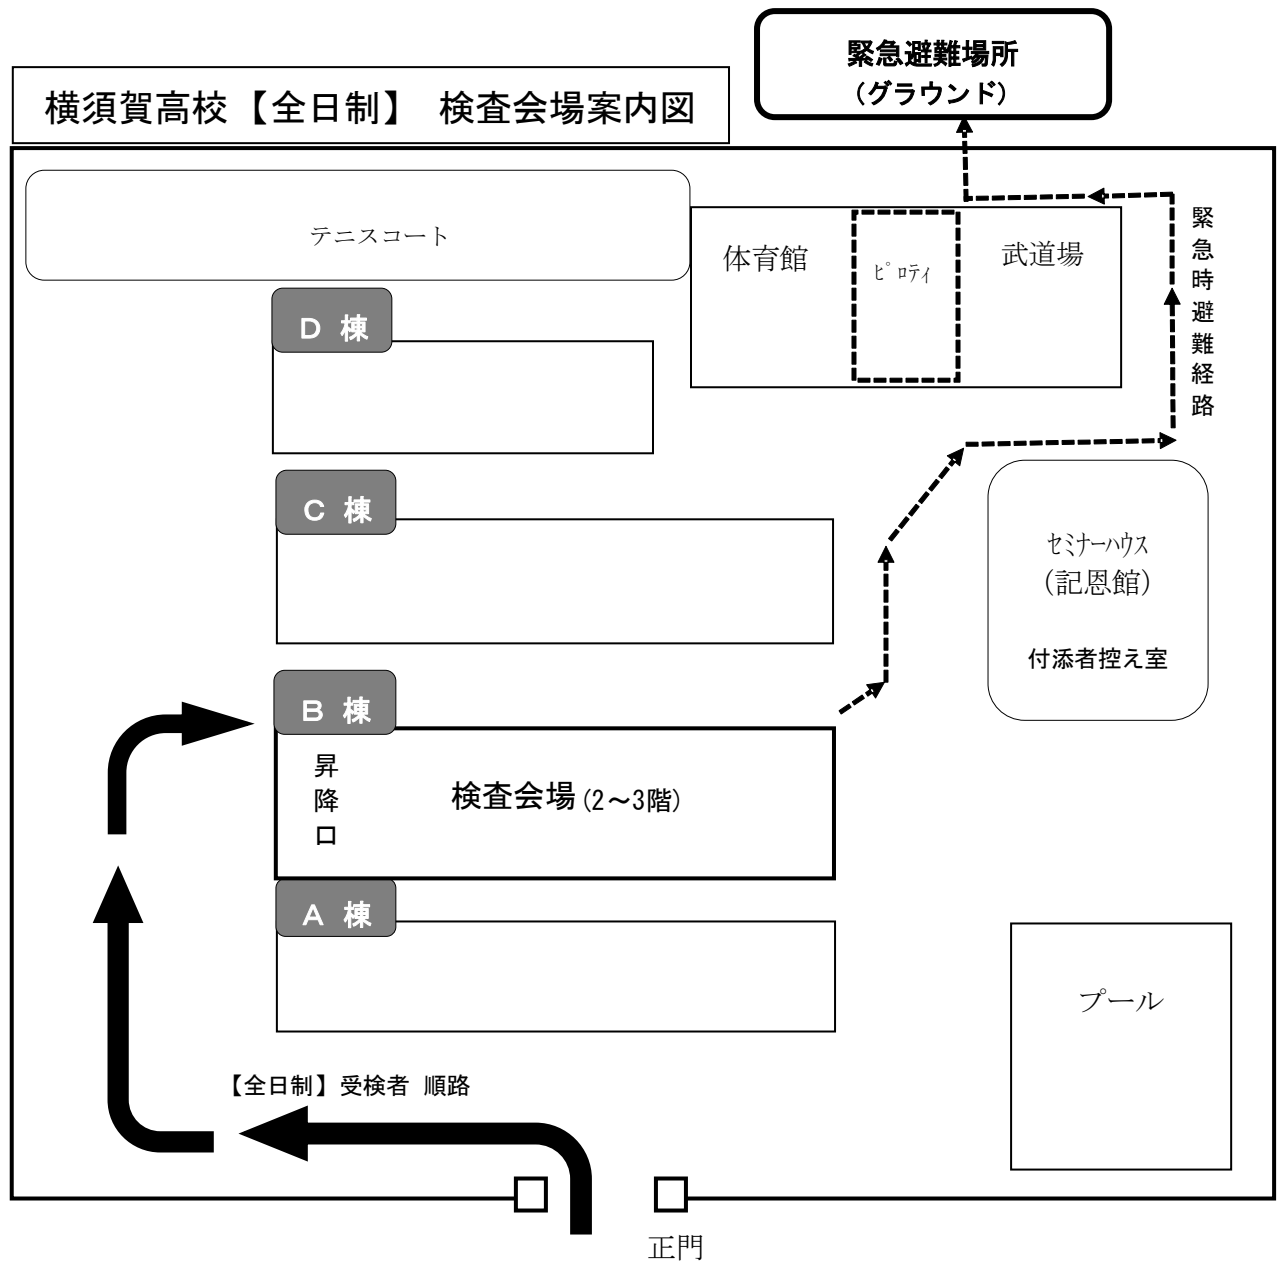 緊急避難場所
(グラウンド)
横須賀高校【全日制】 検査会場案内図
テニスコート
体育館
ﾋﾟﾛﾃｨ
武道場
緊急時避難経路
D 棟
C 棟
ｾﾐﾅｰﾊｳｽ
(記恩館)
付添者控え室
B 棟
昇降口
検査会場(2～3階)
A 棟
プール
【全日制】受検者 順路
正門